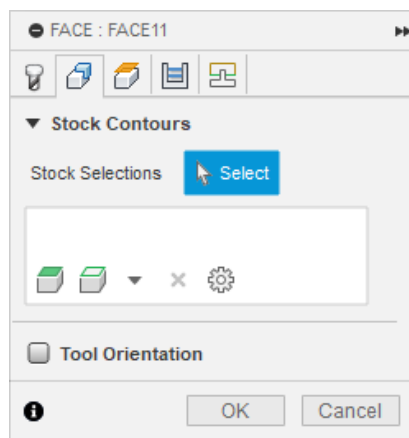 FACE : FACE11
Stock Contours
Stock Selections Select
Tool Orientation
OK Cancel